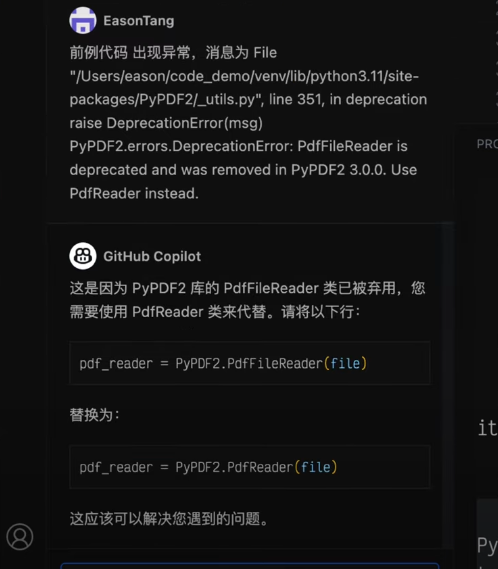 EasonTang
前例代码 出现异常，消息为 File
"/Users/eason/code_demo/venv/lib/python3.11/site-
packages/PyPDF2/_utils.py", line 351, in deprecation
raise DeprecationError(msg)
PyPDF2.errors.DeprecationError: PdfFileReader is
deprecated and was removed in PyPDF2 3.0.0. Use
PdfReader instead.
PRO
GitHub Copilot
这是因为 PyPDF2 库的 PdfFileReader 类已被弃用，您
需要使用 PdfReader 类来代替。请将以下行：
pdf_reader = PyPDF2.PdfFileReader(file)
替换为：
it
pdf_reader = PyPDF2.PdfReader(file)
这应该可以解决您遇到的问题。
Py